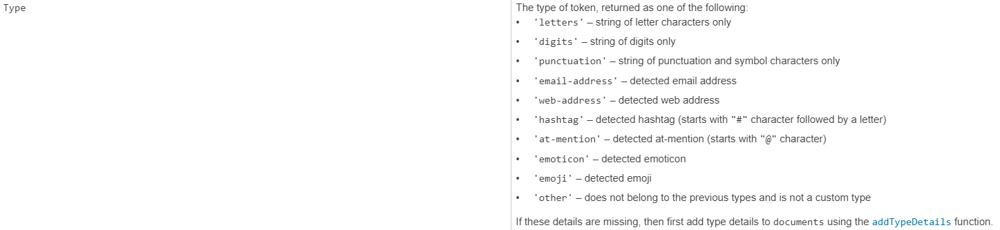 Type
The type of token, returned as one of the following:
• 'letters' – string of letter characters only
• 'digits' – string of digits only
• 'punctuation' – string of punctuation and symbol characters only
• 'email-address' – detected email address
• 'web-address' – detected web address
• 'hashtag' – detected hashtag (starts with "#" character followed by a letter)
• 'at-mention' – detected at-mention (starts with "@" character)
• 'emoticon' – detected emoticon
• 'emoji' – detected emoji
• 'other' – does not belong to the previous types and is not a custom type
If these details are missing, then first add type details to documents using the addTypeDetails function.